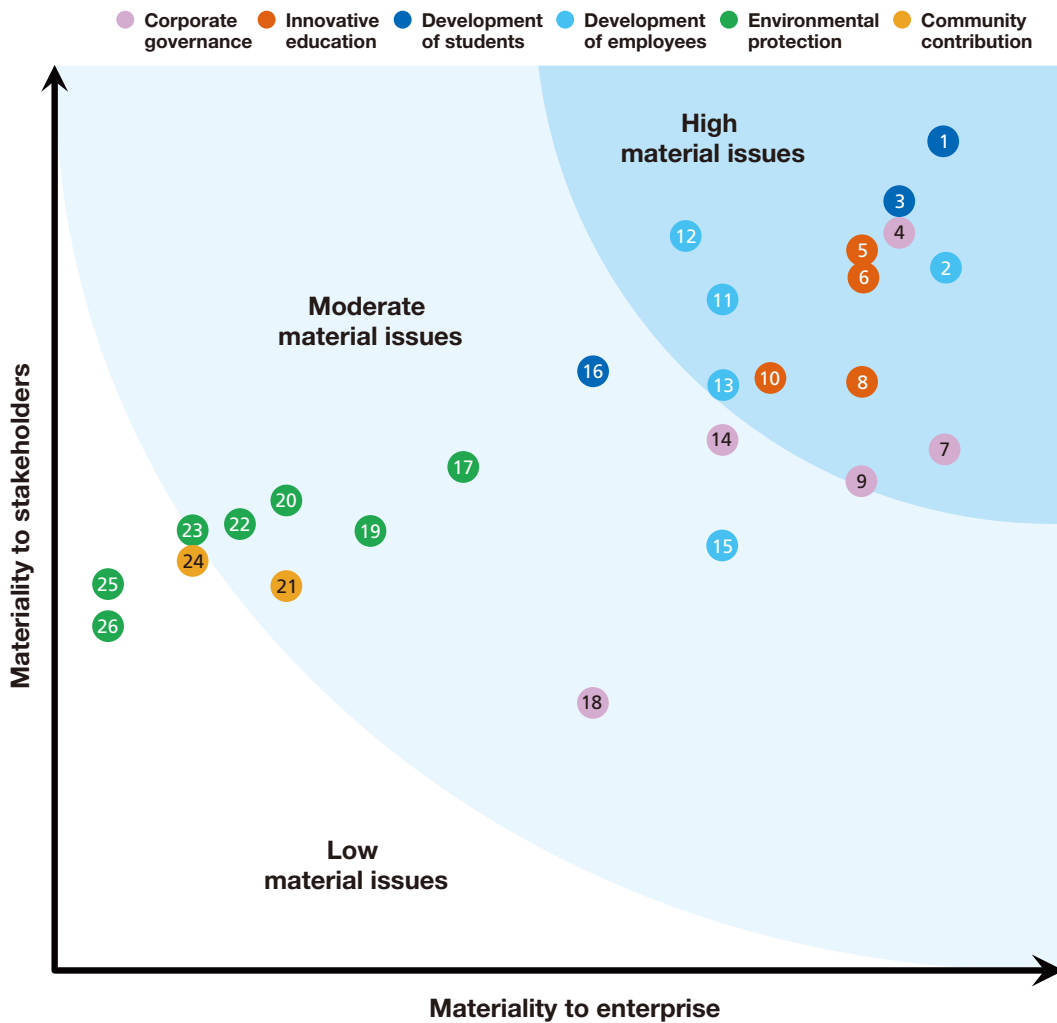 Corporate governance
Innovative education
Development of students
Development of employees
Environmental protection
Community contribution
High
material issues
1
3
4
12
5
2
6
11
Moderate
material issues
16
10
8
13
14
7
17
9
20
22
23
19
15
24
25
21
26
18
Low
material issues
Materiality to stakeholders
Materiality to enterprise